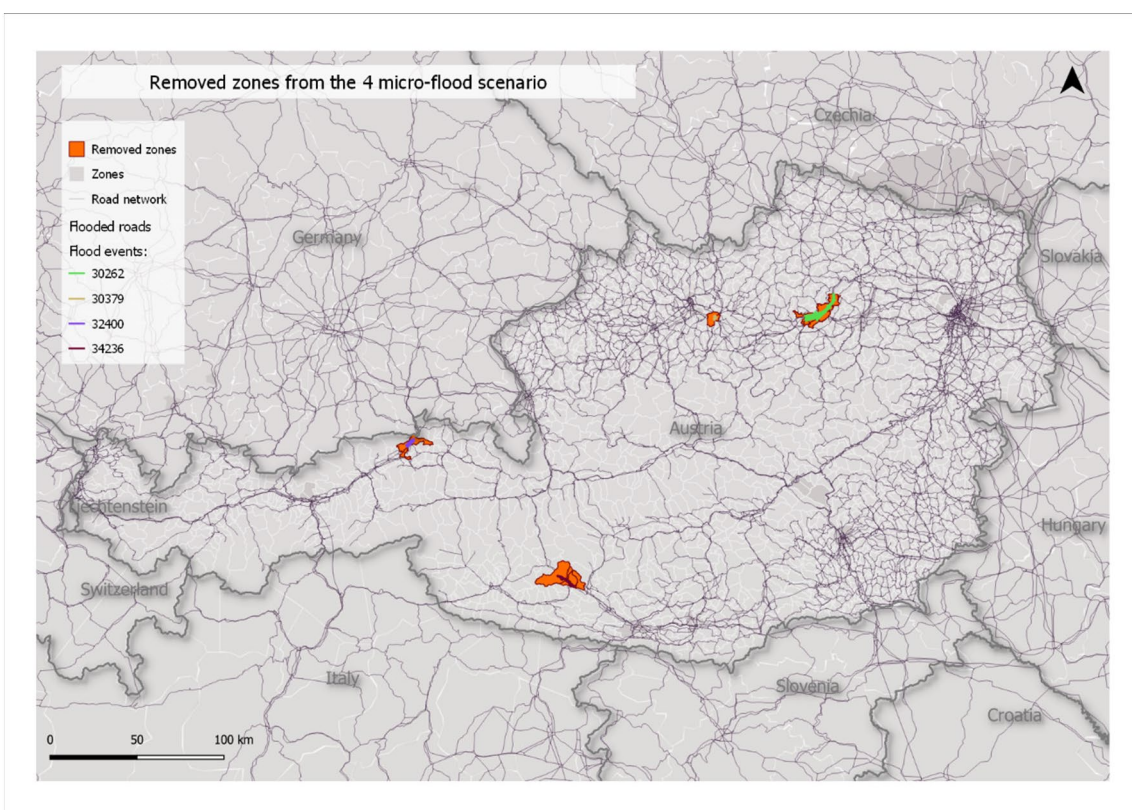 Removed zones from the 4 micro-flood scenario
Removed zones
Zones
Road network
Flooded roads
Flood events:
30262
30379
32400
34236
Czechia
Germany
Slovakia
Austria
Liechtenstein
Hungary
Switzerland
Italy
Slovenia
Croatia
0 50 100 km